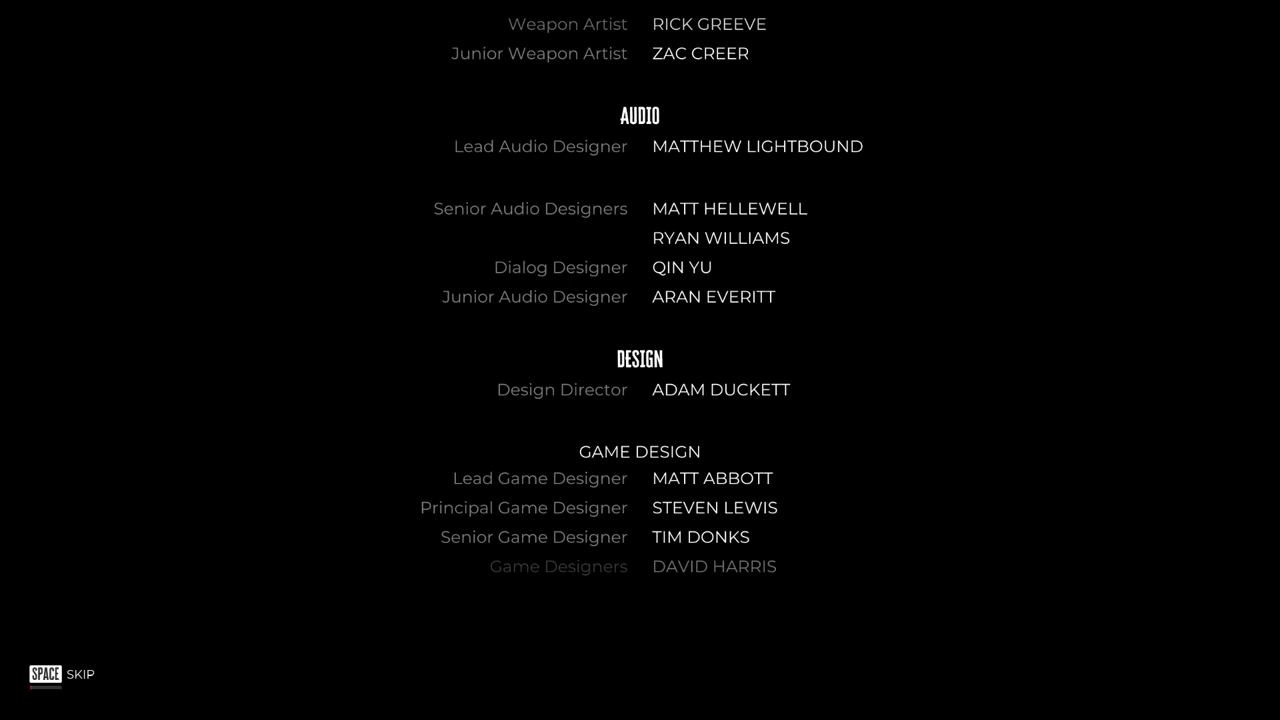 Weapon Artist RICK GREEVE
Junior Weapon Artist ZAC CREER
AUDIO
Lead Audio Designer MATTHEW LIGHTBOUND
Senior Audio Designers MATT HELLEWELL
RYAN WILLIAMS
Dialog Designer QIN YU
Junior Audio Designer ARAN EVERITT
DESIGN
Design Director ADAM DUCKETT
GAME DESIGN
Lead Game Designer MATT ABBOTT
Principal Game Designer STEVEN LEWIS
Senior Game Designer TIM DONKS
Game Designers DAVID HARRIS
SPACE SKIP